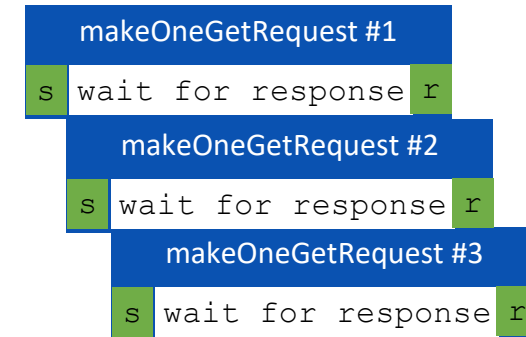 makeOneGetRequest #1
s wait for response r
makeOneGetRequest #2
s wait for response r
makeOneGetRequest #3
s wait for response r